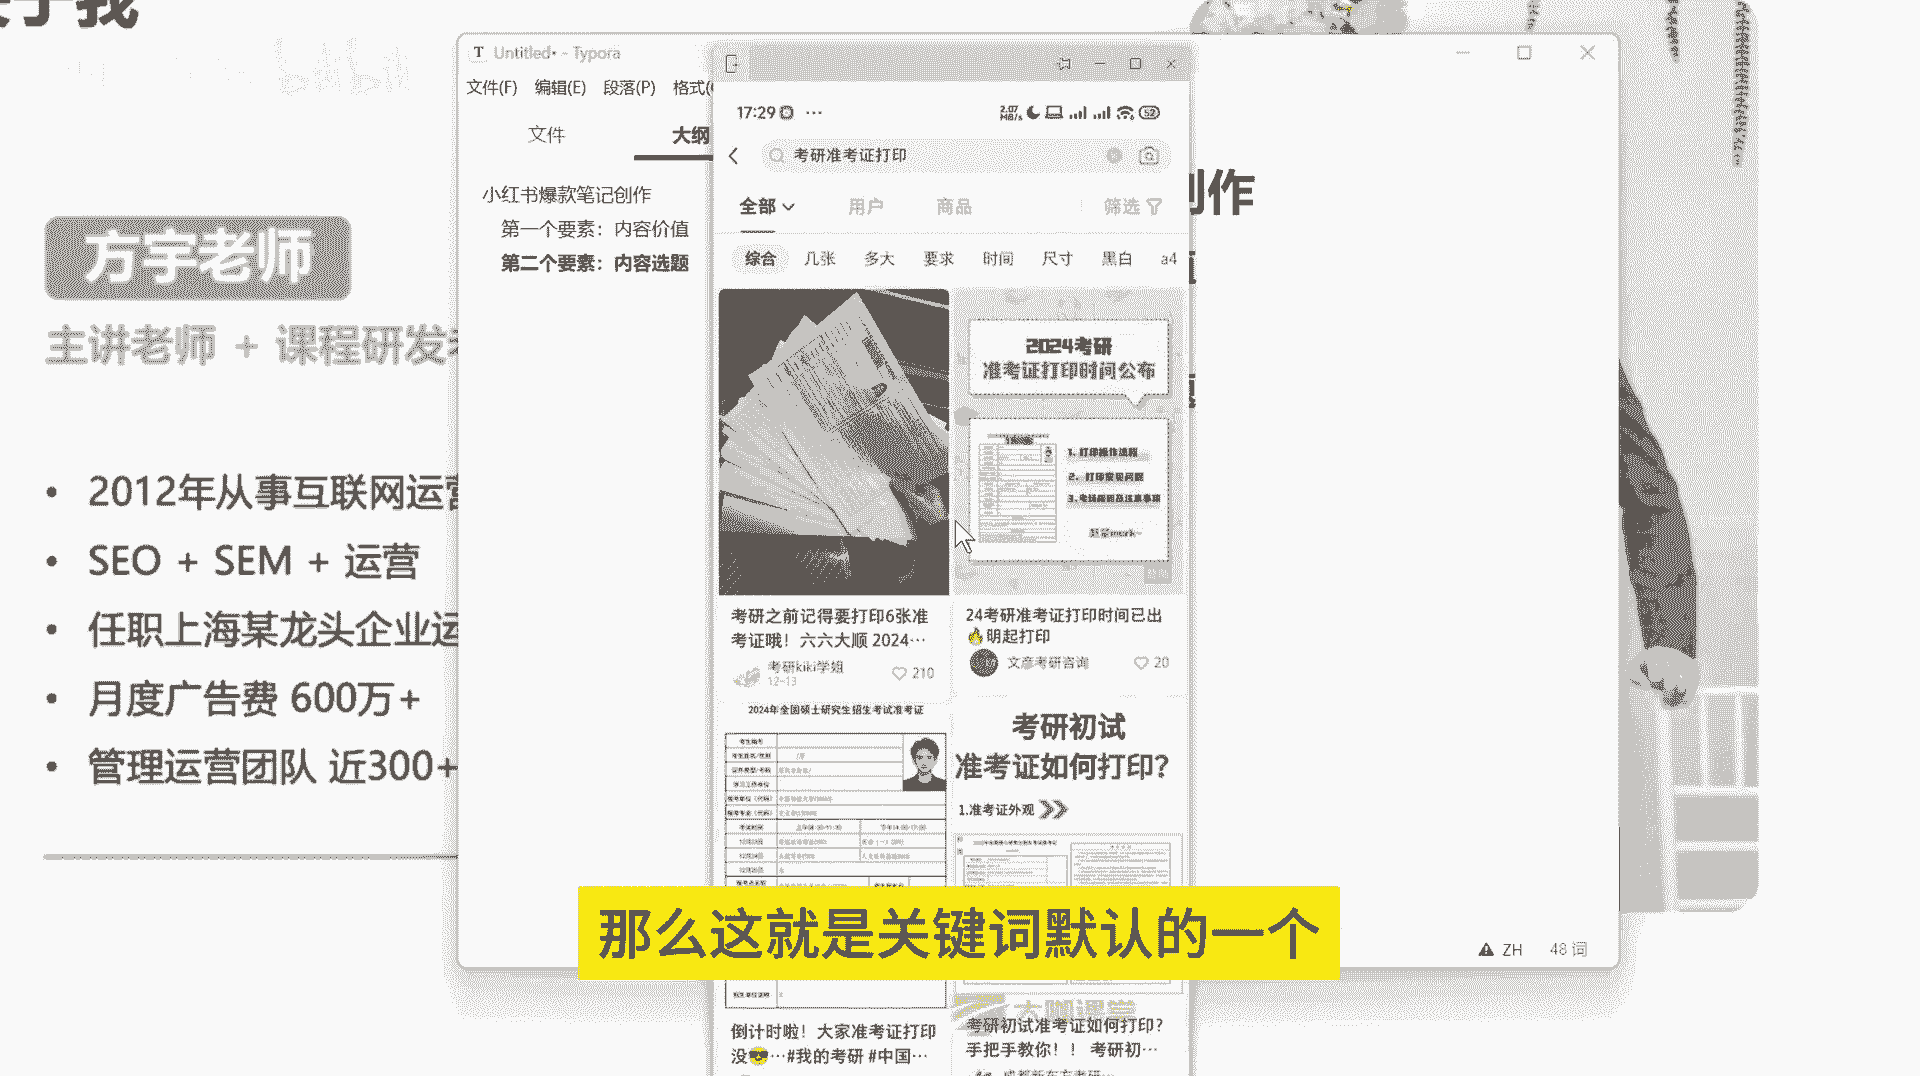 方宇老师
主讲老师 + 课程研发
2012年从事互联网运营
SEO + SEM + 运营
任职上海某龙头企业运
月度广告费 600万+
管理运营团队 近300+
Untitled• - Typora
文件(F) 编辑(E) 段落(P) 格式(
文件
大纲
小红书爆款笔记创作
第一个要素：内容价值
第二个要素：内容选题
创作
17:29
2.07 MB/s
52
考研准考证打印
全部 用户 商品 筛选
综合 几张 多大 要求 时间 尺寸 黑白 a4
2024考研
准考证打印时间公布
1. 打印操作流程
2. 打印常见问题
考研之前记得要打印6张准
考证哦！六六大顺 2024…
考研kiki学姐
12-13
210
24考研准考证打印时间已出
🔥明起打印
文彦考研咨询
20
2024年全国硕士研究生招生考试准考证
考研初试
准考证如何打印？
1.准考证外观
那么这就是关键词默认的一个
倒计时啦！大家准考证打印
没😎…#我的考研 #中国…
考研初试准考证如何打印？
手把手教你！！ 考研初…
ZH
48 词